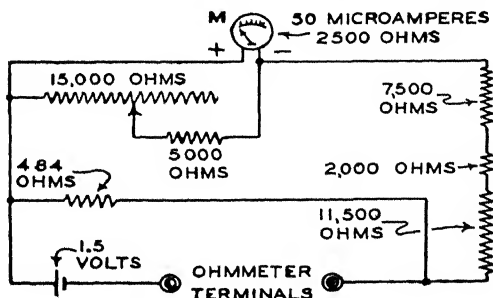 M
50 MICROAMPERES
2500 OHMS
+ −
15,000 OHMS
7,500
OHMS
5000
OHMS
484
OHMS
2,000 OHMS
11,500
OHMS
1.5
VOLTS
OHMMETER
TERMINALS